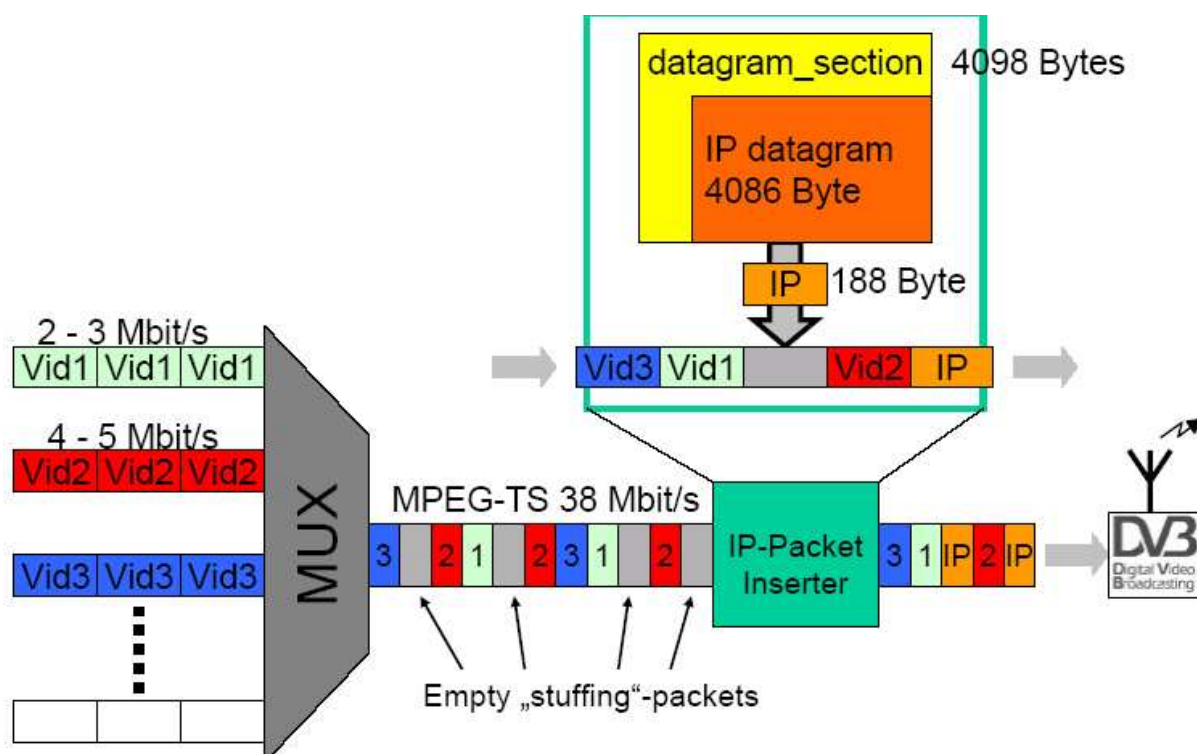 datagram_section
4098 Bytes
IP datagram
4086 Byte
IP
188 Byte
Vid3 Vid1 Vid2 IP
2 - 3 Mbit/s
Vid1 Vid1 Vid1
4 - 5 Mbit/s
Vid2 Vid2 Vid2
Vid3 Vid3 Vid3
MUX
MPEG-TS 38 Mbit/s
3 2 1 2 3 1 2
IP-Packet
Inserter
3 1 IP 2 IP
Empty „stuffing“-packets
DVB
Digital Video
Broadcasting